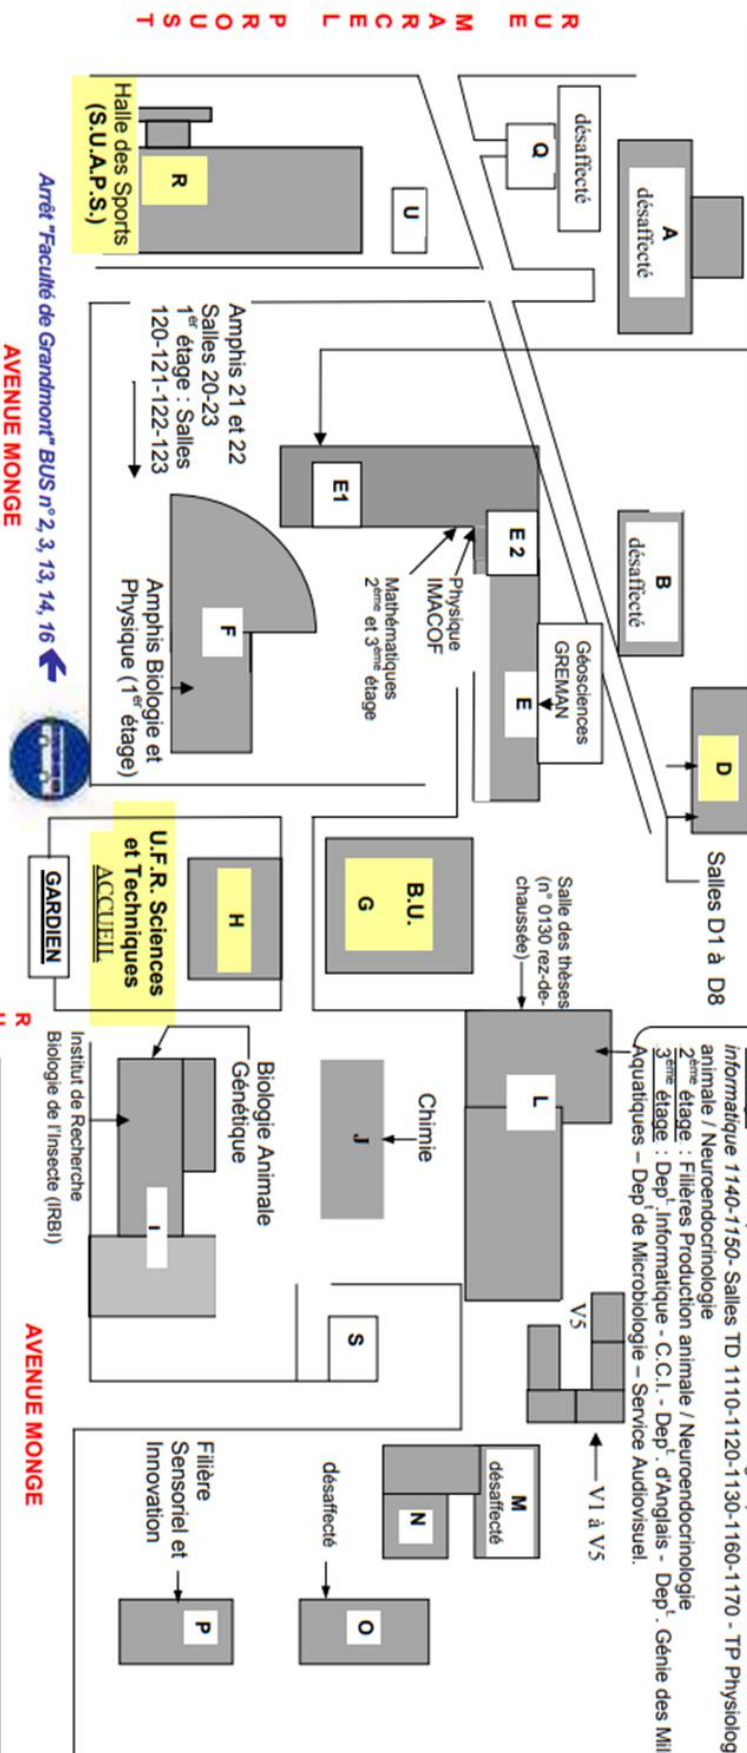 RUE MARCEL PROUST
A
désaffecté
désaffecté
Q
U
R
Halle des Sports
(S.U.A.P.S.)
Arrêt "Faculté de Grandmont" BUS n° 2, 3, 13, 14, 16
AVENUE MONGE
B
désaffecté
D
Salles D1 à D8
Géosciences
GREMAN
E
E 2
E1
Physique
IMACOF
Mathématiques
2ème et 3ème étage
Amphis 21 et 22
Salles 20-23
1er étage : Salles
120-121-122-123
F
Amphis Biologie et
Physique (1er étage)
B.U.
G
H
U.F.R. Sciences
et Techniques
ACCUEIL
GARDIEN
Salle des thèses
(n° 0130 rez-de-
chaussée)
informatique 1140-1150- Salles TD 1110-1120-1130-1160-1170 - TP Physiolog
animale / Neuroendocrinologie
2ème étage : Filières Production animale / Neuroendocrinologie
3ème étage : Dept.Informatique - C.C.I. - Dept. d'Anglais - Dept. Génie des Mil
Aquatiques – Dept de Microbiologie – Service Audiovisuel.
L
Chimie
J
Biologie Animale
Génétique
I
Institut de Recherche
Biologie de l'Insecte (IRBI)
R
V5
V1 à V5
S
M
désaffecté
N
désaffecté
O
Filière
Sensoriel et
Innovation
P
AVENUE MONGE